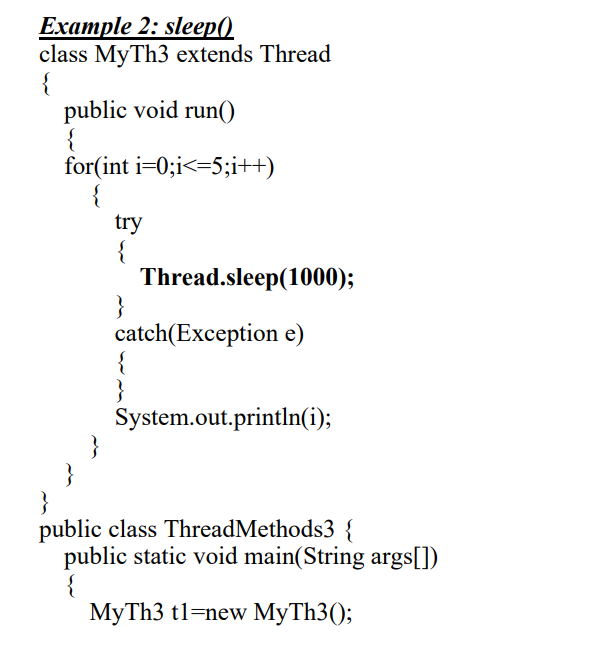 Example 2: sleep()
class MyTh3 extends Thread
{
public void run()
{
for(int i=0;i<=5;i++)
{
try
{
Thread.sleep(1000);
}
catch(Exception e)
{
}
System.out.println(i);
}
}
}
public class ThreadMethods3 {
public static void main(String args[])
{
MyTh3 t1=new MyTh3();